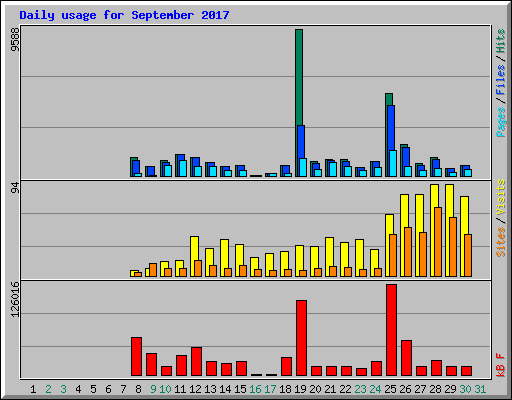 Daily usage for September 2017
9588
Pages/Files/Hits
94
Sites/Visits
126016
kB F
1 2 3 4 5 6 7 8 9 10 11 12 13 14 15 16 17 18 19 20 21 22 23 24 25 26 27 28 29 30 31